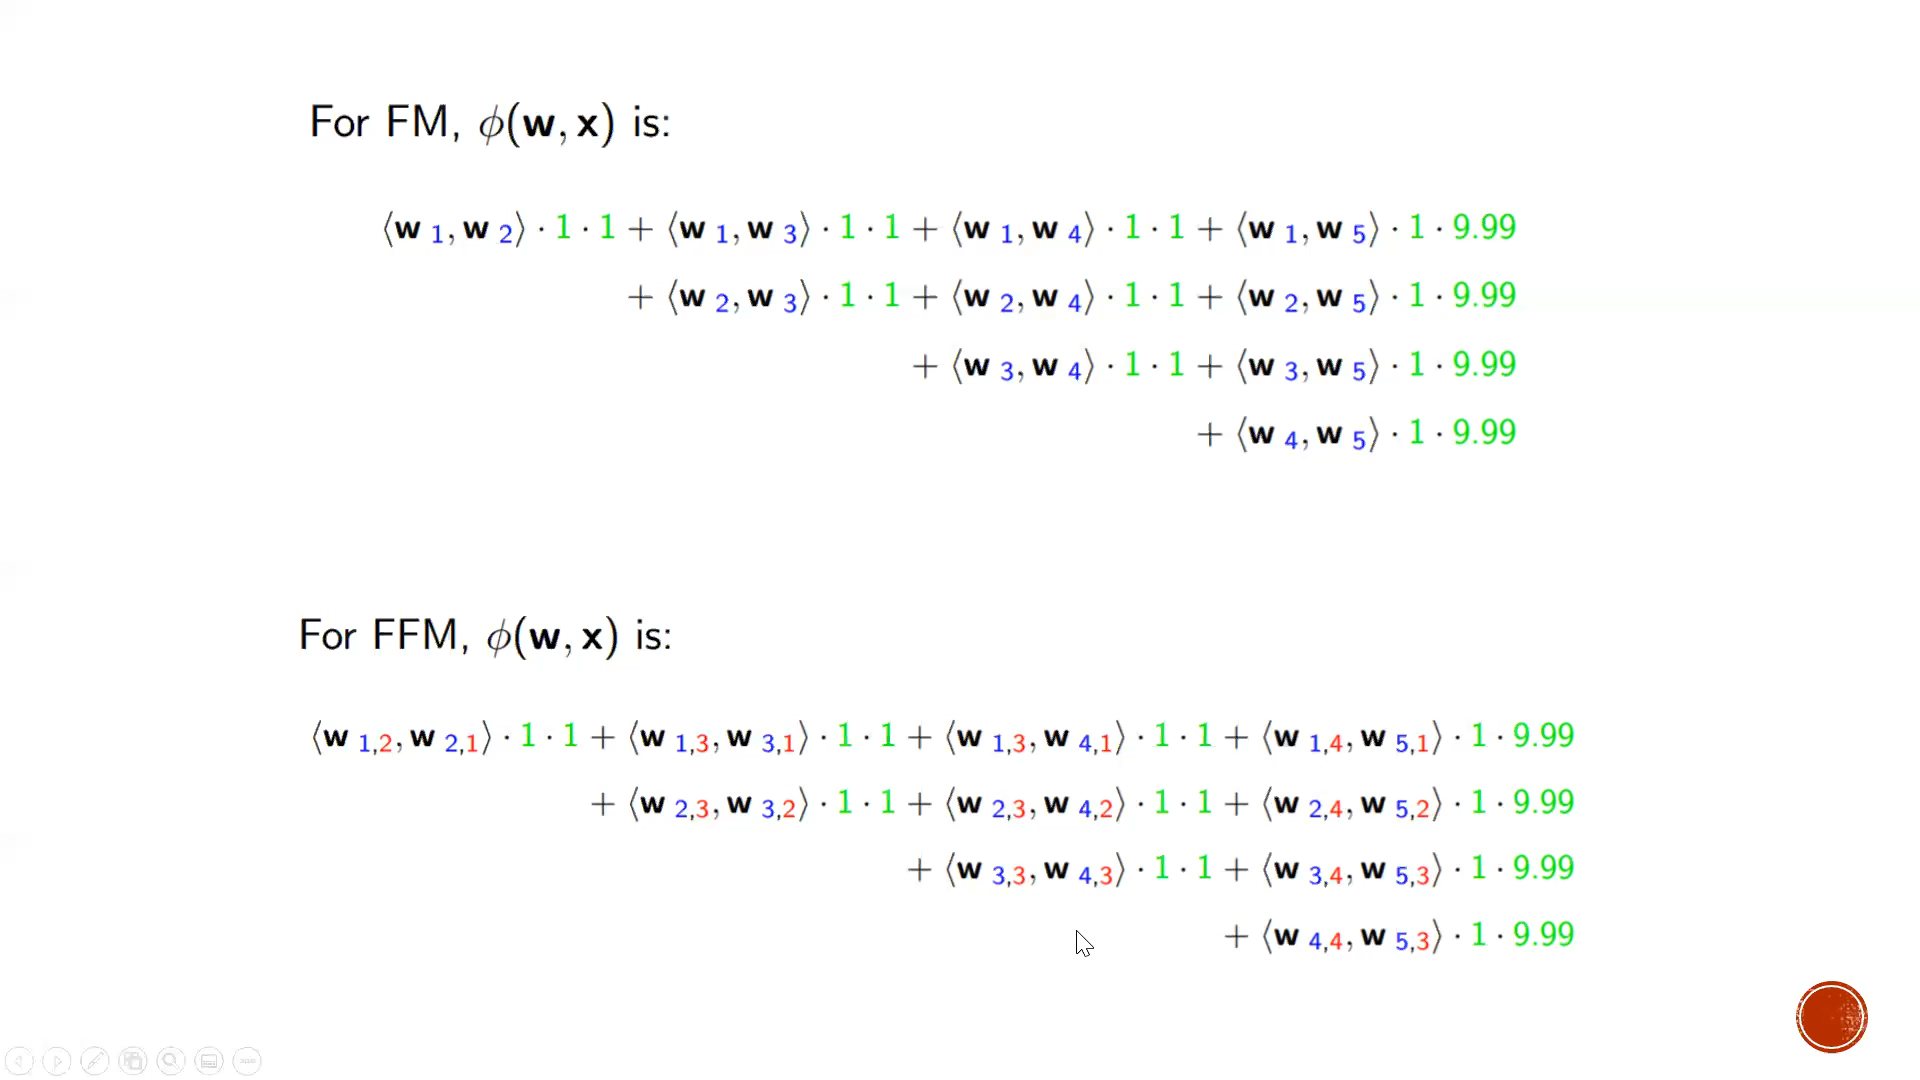 For FM, ϕ(w, x) is:
⟨w 1, w 2⟩ · 1 · 1 + ⟨w 1, w 3⟩ · 1 · 1 + ⟨w 1, w 4⟩ · 1 · 1 + ⟨w 1, w 5⟩ · 1 · 9.99
+ ⟨w 2, w 3⟩ · 1 · 1 + ⟨w 2, w 4⟩ · 1 · 1 + ⟨w 2, w 5⟩ · 1 · 9.99
+ ⟨w 3, w 4⟩ · 1 · 1 + ⟨w 3, w 5⟩ · 1 · 9.99
+ ⟨w 4, w 5⟩ · 1 · 9.99
For FFM, ϕ(w, x) is:
⟨w 1,2, w 2,1⟩ · 1 · 1 + ⟨w 1,3, w 3,1⟩ · 1 · 1 + ⟨w 1,3, w 4,1⟩ · 1 · 1 + ⟨w 1,4, w 5,1⟩ · 1 · 9.99
+ ⟨w 2,3, w 3,2⟩ · 1 · 1 + ⟨w 2,3, w 4,2⟩ · 1 · 1 + ⟨w 2,4, w 5,2⟩ · 1 · 9.99
+ ⟨w 3,3, w 4,3⟩ · 1 · 1 + ⟨w 3,4, w 5,3⟩ · 1 · 9.99
+ ⟨w 4,4, w 5,3⟩ · 1 · 9.99